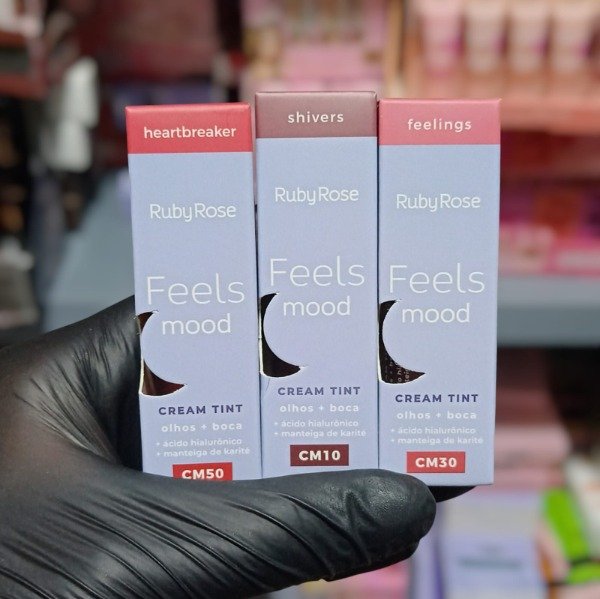 heartbreaker
RubyRose
Feels
mood
CREAM TINT
olhos + boca
+ ácido hialurônico
+ manteiga de karité
CM50
shivers
RubyRose
Feels
mood
CREAM TINT
olhos + boca
+ ácido hialurônico
+ manteiga de karité
CM10
feelings
RubyRose
Feels
mood
CREAM TINT
olhos + boca
+ ácido hialurônico
+ manteiga de karité
CM30